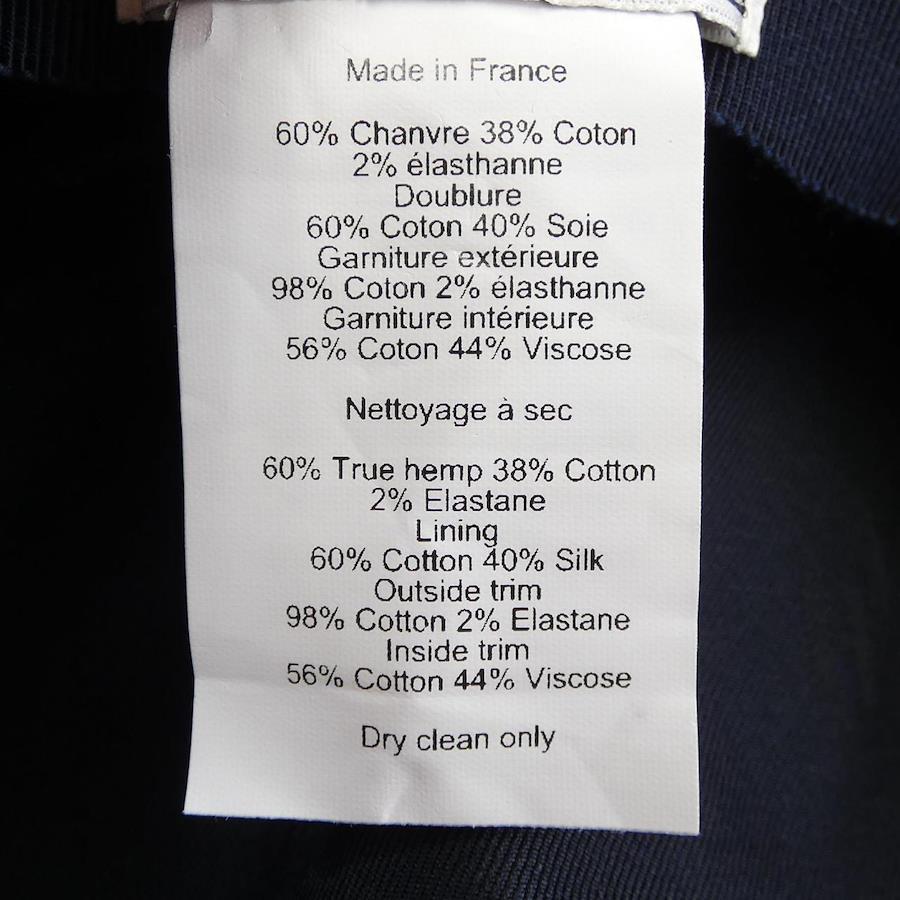 Made in France
60% Chanvre 38% Coton
2% élasthanne
Doublure
60% Coton 40% Soie
Garniture extérieure
98% Coton 2% élasthanne
Garniture intérieure
56% Coton 44% Viscose
Nettoyage à sec
60% True hemp 38% Cotton
2% Elastane
Lining
60% Cotton 40% Silk
Outside trim
98% Cotton 2% Elastane
Inside trim
56% Cotton 44% Viscose
Dry clean only